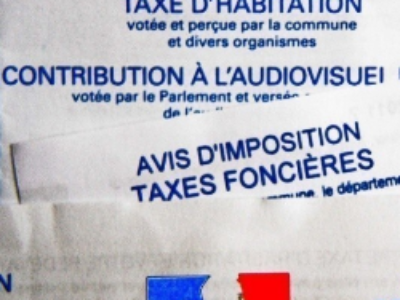 TAXE D'HABITATION
votée et perçue par la commune
et divers organismes
CONTRIBUTION À L'AUDIOVISUEL
votée par le Parlement et versée
AVIS D'IMPOSITION
TAXES FONCIÈRES
commune, le départeme
N